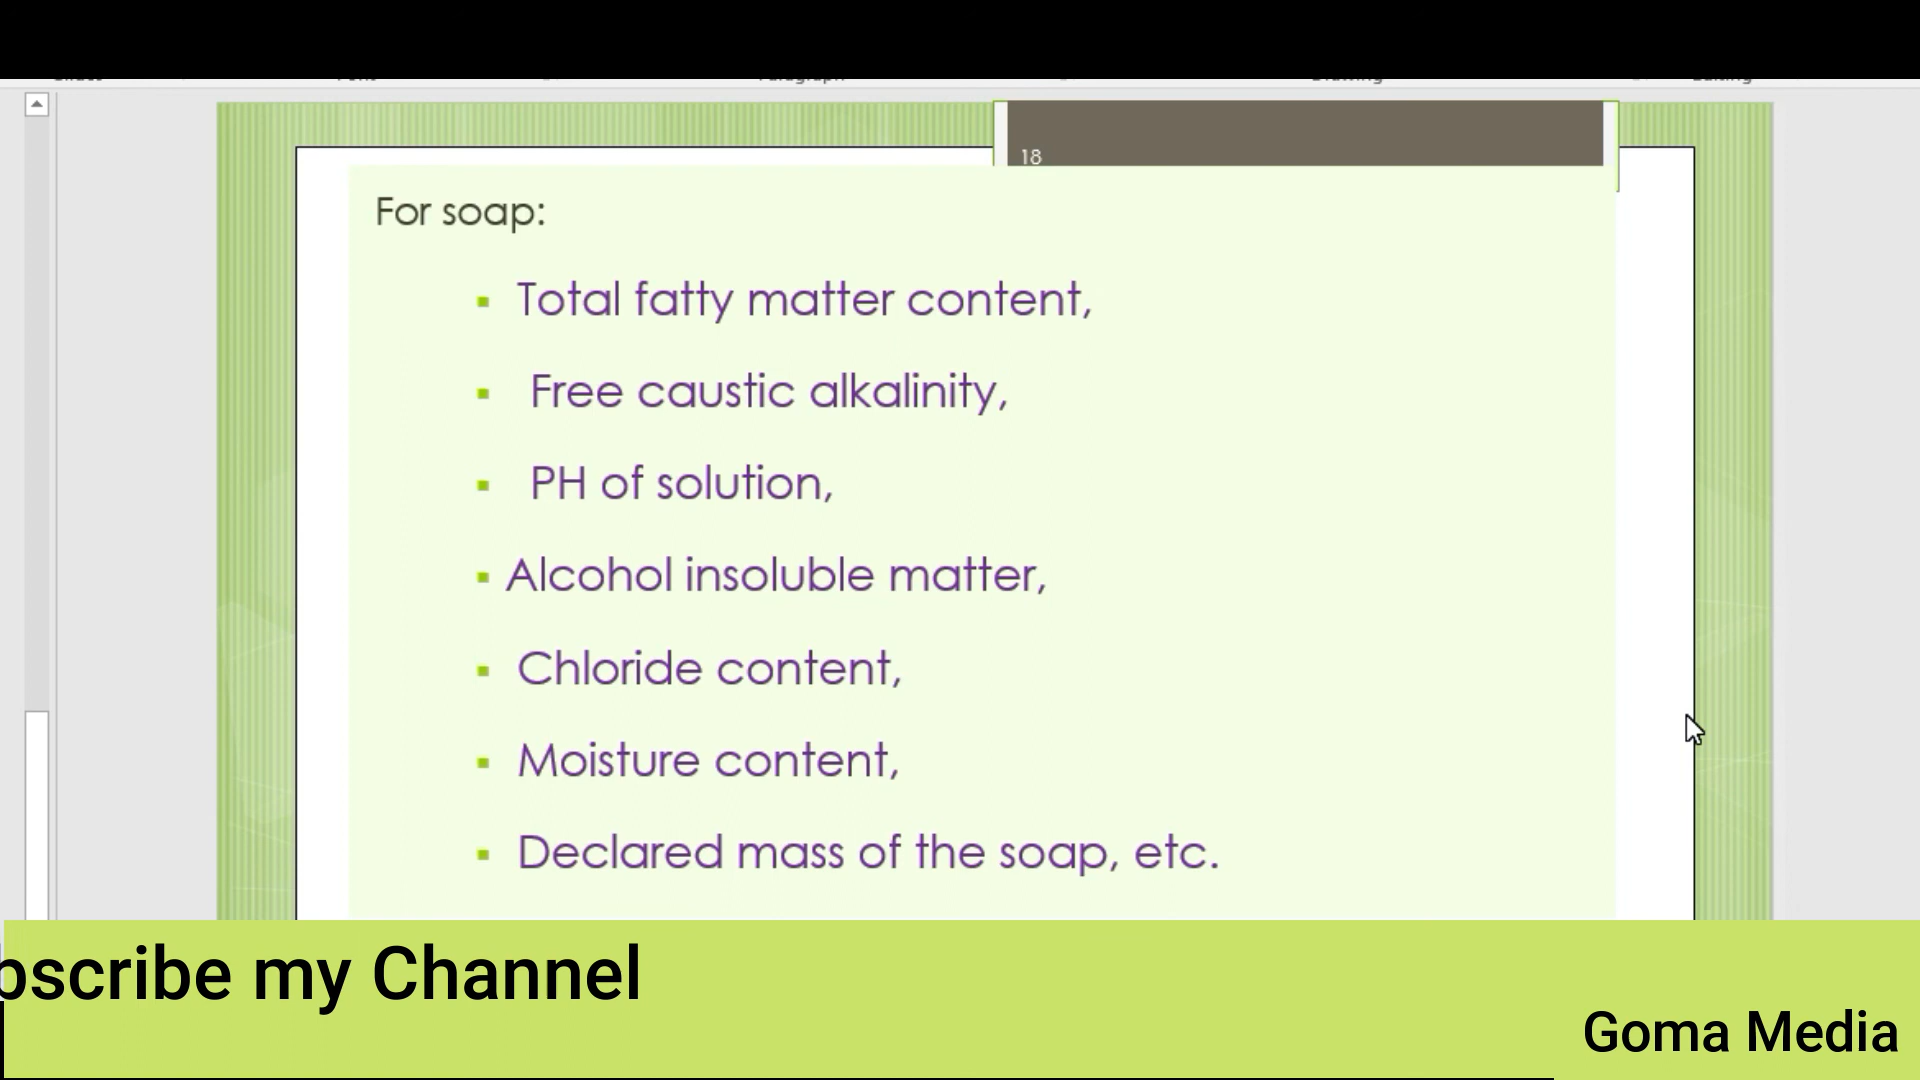 18
For soap:
▪ Total fatty matter content,
▪ Free caustic alkalinity,
▪ PH of solution,
▪ Alcohol insoluble matter,
▪ Chloride content,
▪ Moisture content,
▪ Declared mass of the soap, etc.
my Channel
Goma Media